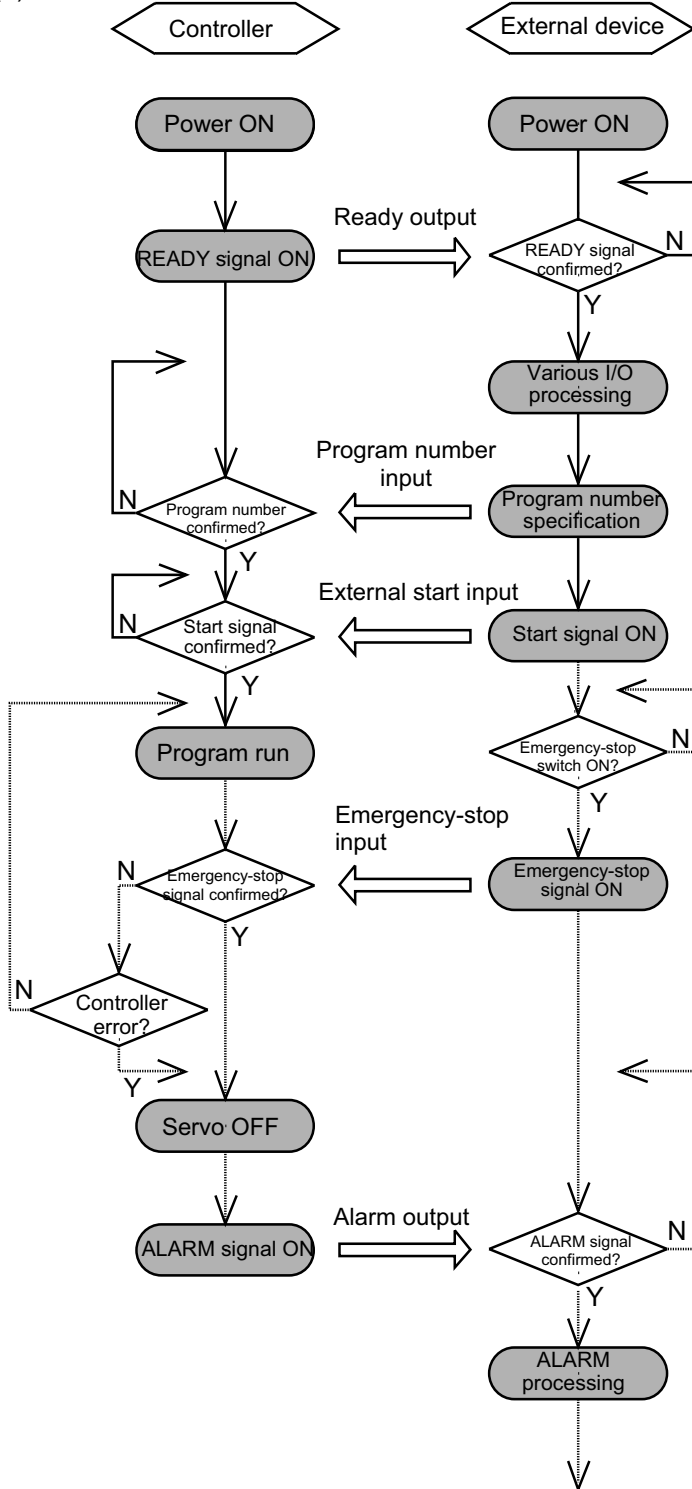 Controller
External device
Power ON
Power ON
Ready output
READY signal ON
READY signal
confirmed?
N
Y
Various I/O
processing
Program number
input
N
Program number
confirmed?
Program number
specification
Y
External start input
N
Start signal
confirmed?
Start signal ON
Y
Program run
Emergency-stop
switch ON?
N
Y
Emergency-stop
input
N
Emergency-stop
signal confirmed?
Emergency-stop
signal ON
Y
N
Controller
error?
Y
Servo OFF
Alarm output
ALARM signal ON
ALARM signal
confirmed?
N
Y
ALARM
processing